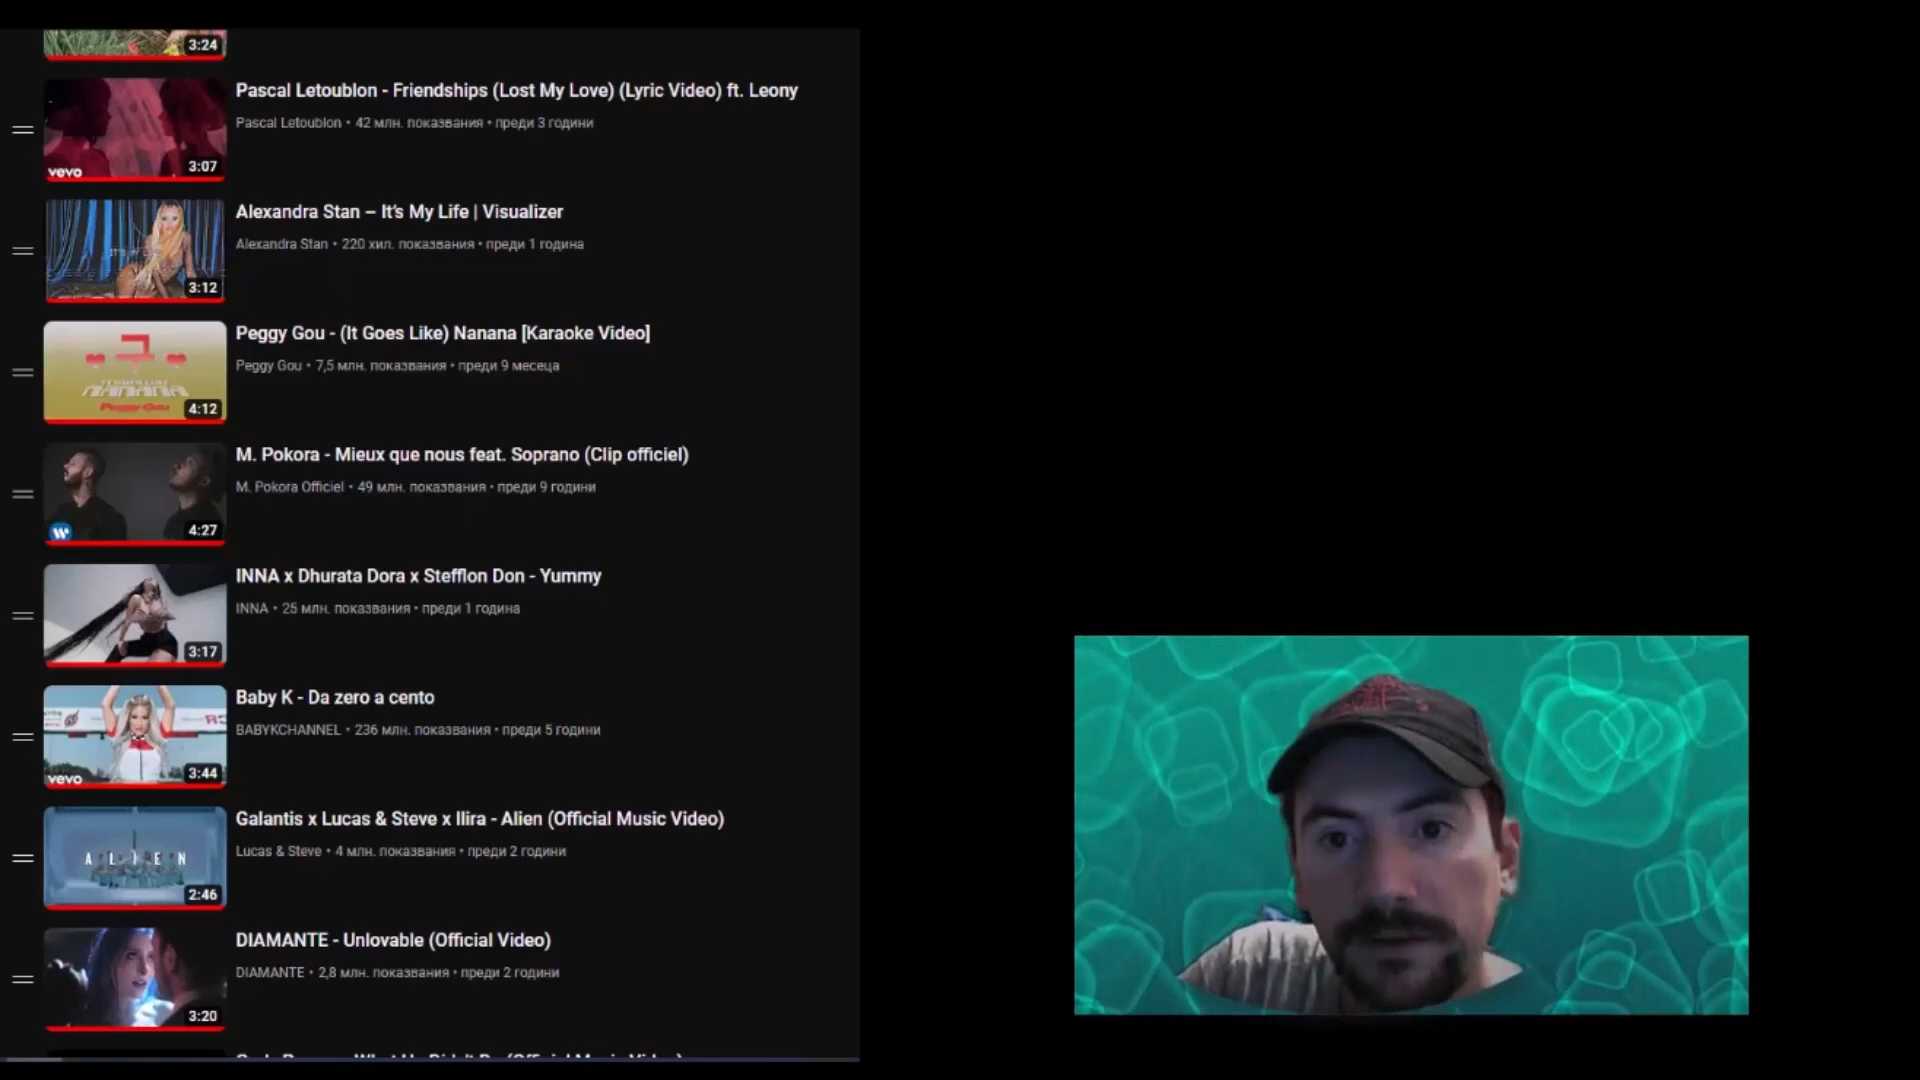 3:24
Pascal Letoublon - Friendships (Lost My Love) (Lyric Video) ft. Leony
Pascal Letoublon • 42 млн. показвания • преди 3 години
vevo
3:07
Alexandra Stan – It's My Life | Visualizer
Alexandra Stan • 220 хил. показвания • преди 1 година
3:12
Peggy Gou - (It Goes Like) Nanana [Karaoke Video]
Peggy Gou • 7,5 млн. показвания • преди 9 месеца
NANANA
Peggy Gou
4:12
M. Pokora - Mieux que nous feat. Soprano (Clip officiel)
M. Pokora Officiel • 49 млн. показвания • преди 9 години
4:27
INNA x Dhurata Dora x Stefflon Don - Yummy
INNA • 25 млн. показвания • преди 1 година
3:17
Baby K - Da zero a cento
BABYKCHANNEL • 236 млн. показвания • преди 5 години
vevo
3:44
Galantis x Lucas & Steve x Ilira - Alien (Official Music Video)
Lucas & Steve • 4 млн. показвания • преди 2 години
ALIEN
2:46
DIAMANTE - Unlovable (Official Video)
DIAMANTE • 2,8 млн. показвания • преди 2 години
3:20